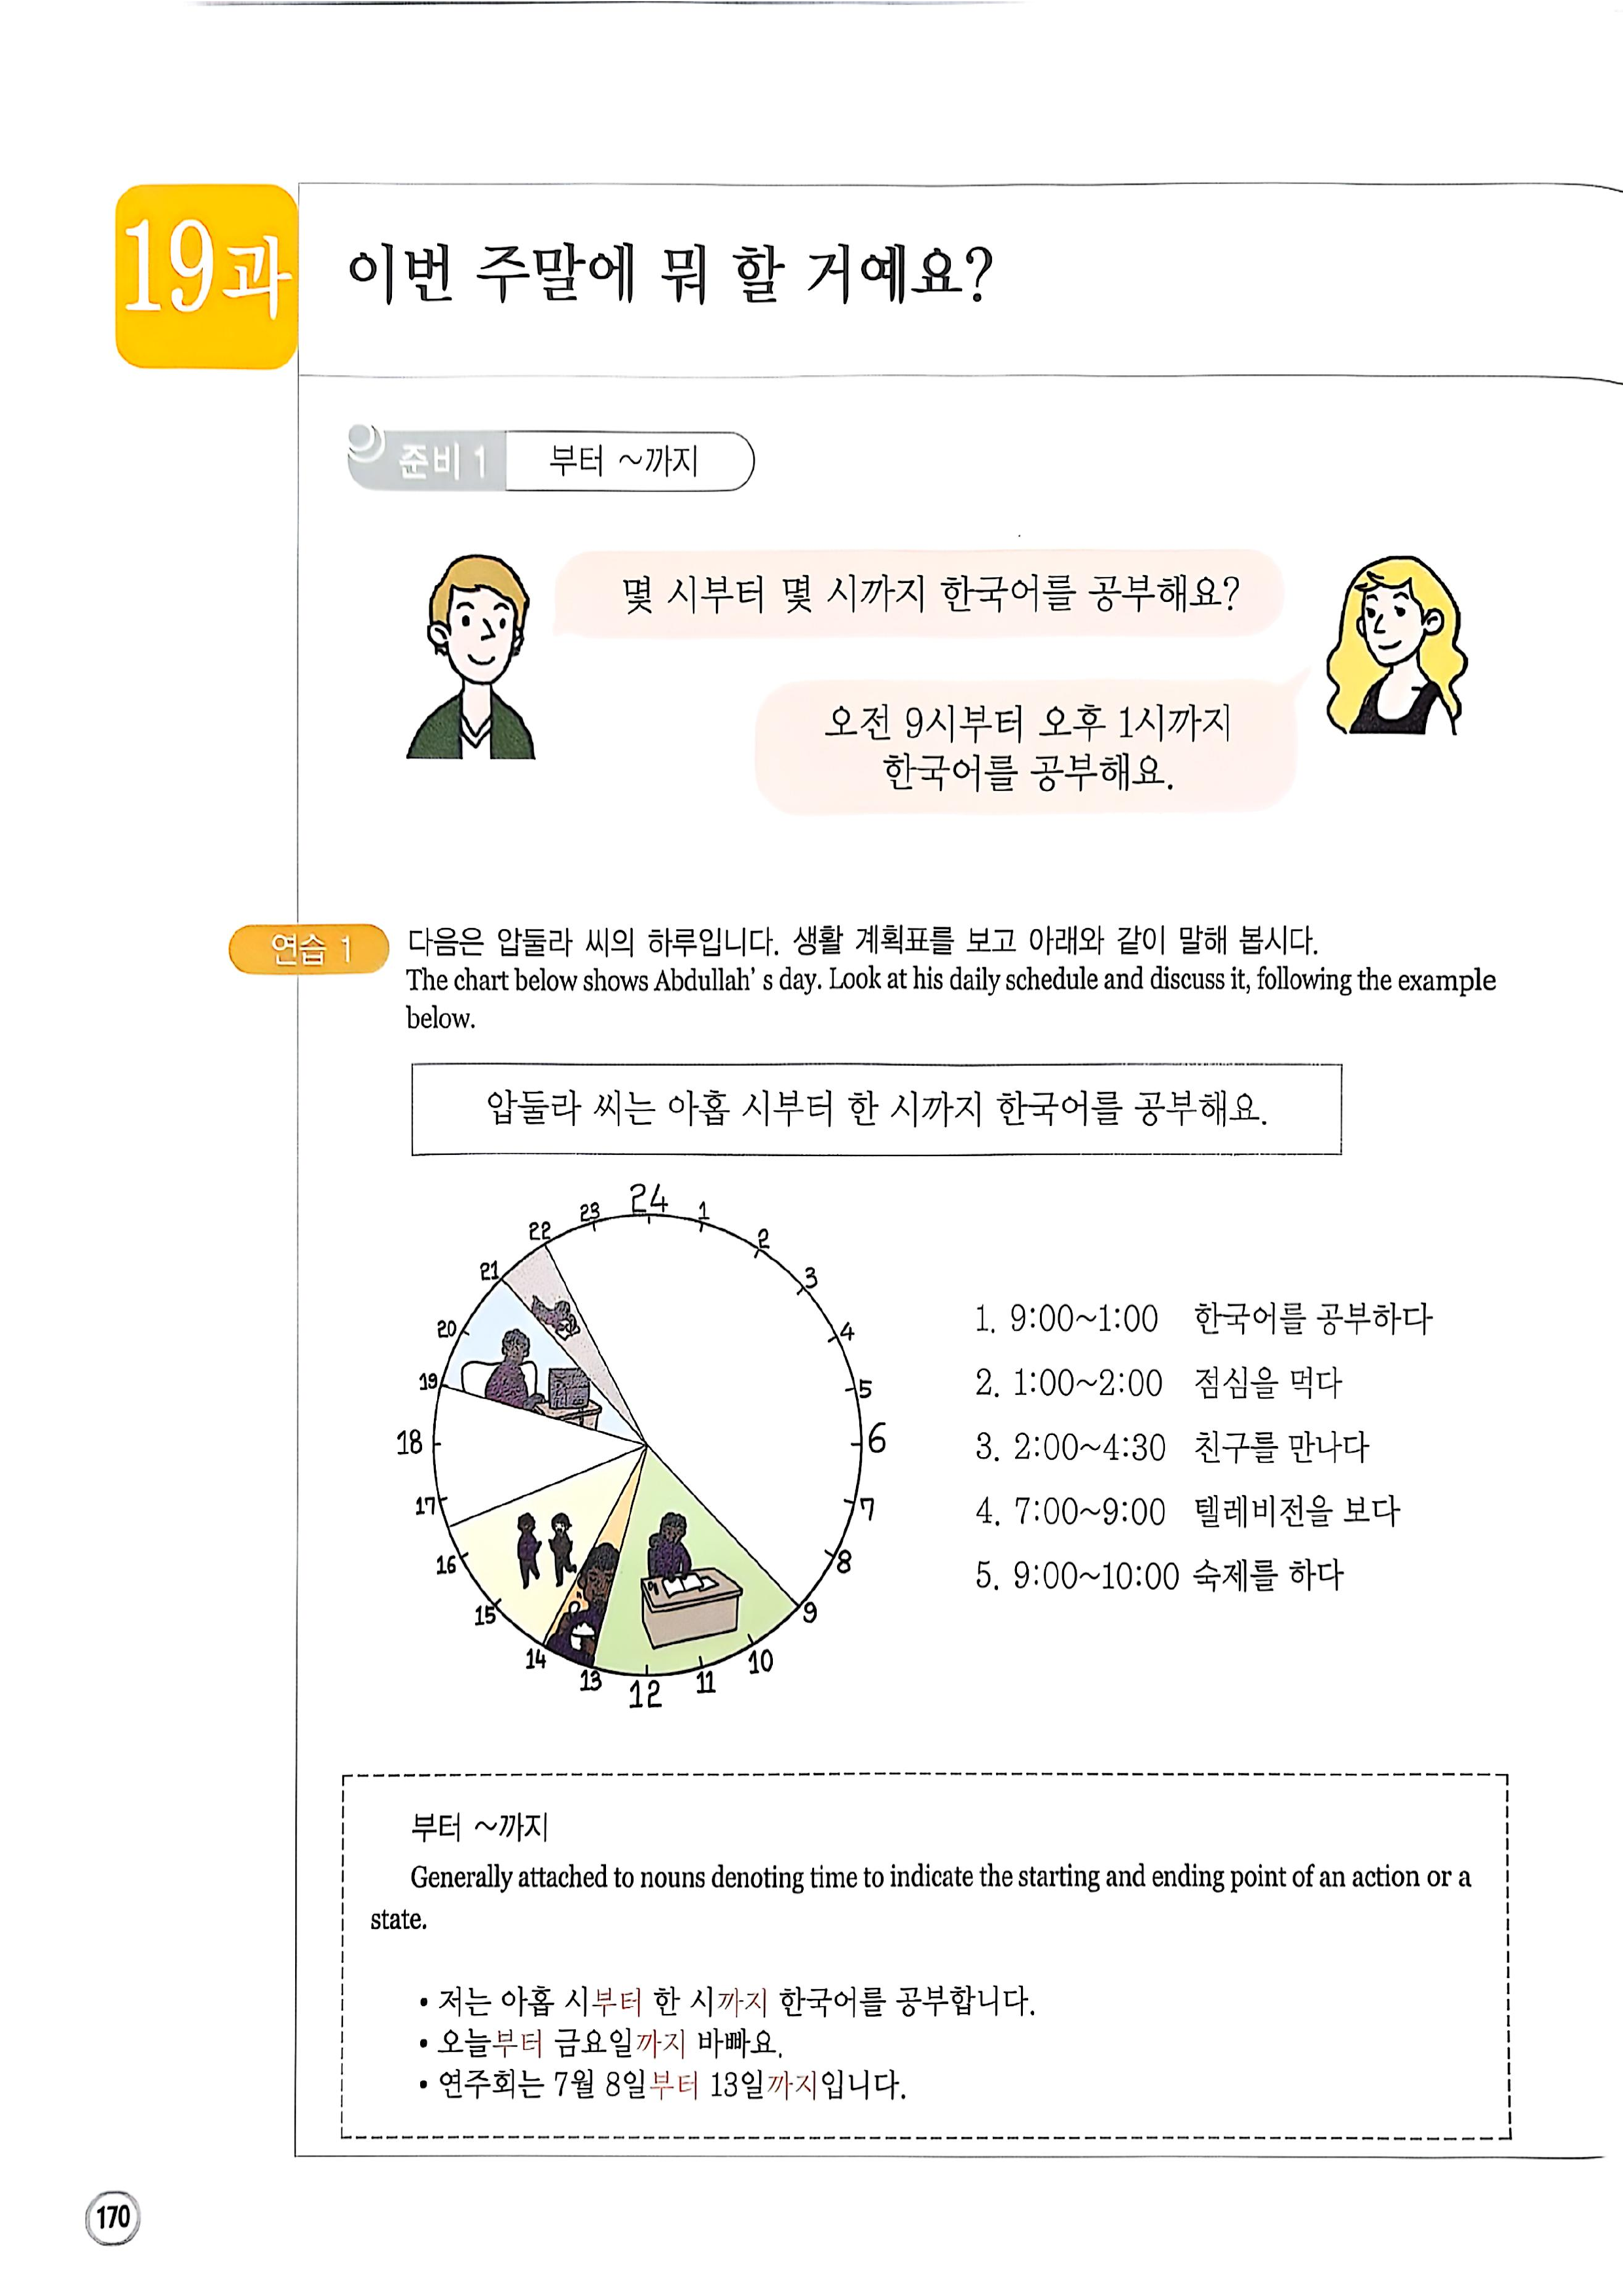 19과
이번 주말에 뭐 할 거예요?
준비 1
부터 ~까지
몇 시부터 몇 시까지 한국어를 공부해요?
오전 9시부터 오후 1시까지
한국어를 공부해요.
연습 1
다음은 압둘라 씨의 하루입니다. 생활 계획표를 보고 아래와 같이 말해 봅시다.
The chart below shows Abdullah's day. Look at his daily schedule and discuss it, following the example
below.
압둘라 씨는 아홉 시부터 한 시까지 한국어를 공부해요.
24
1
2
3
4
5
6
7
8
9
10
11
12
13
14
15
16
17
18
19
20
21
22
23
1. 9:00~1:00 한국어를 공부하다
2. 1:00~2:00 점심을 먹다
3. 2:00~4:30 친구를 만나다
4. 7:00~9:00 텔레비전을 보다
5. 9:00~10:00 숙제를 하다
부터 ~까지
Generally attached to nouns denoting time to indicate the starting and ending point of an action or a
state.
• 저는 아홉 시부터 한 시까지 한국어를 공부합니다.
• 오늘부터 금요일까지 바빠요.
• 연주회는 7월 8일부터 13일까지입니다.
170